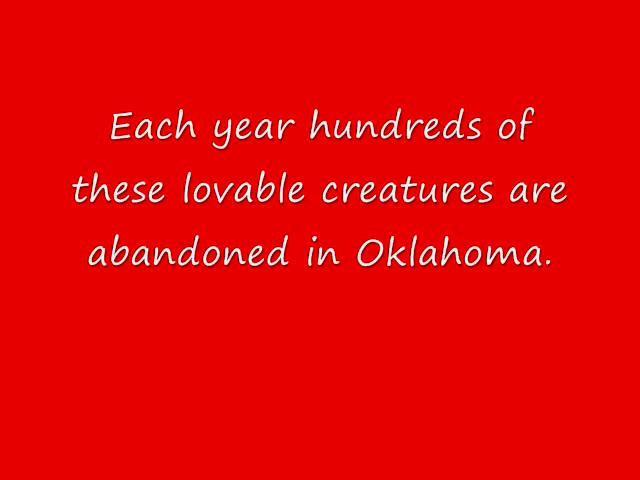 Each year hundreds of
these lovable creatures are
abandoned in Oklahoma.